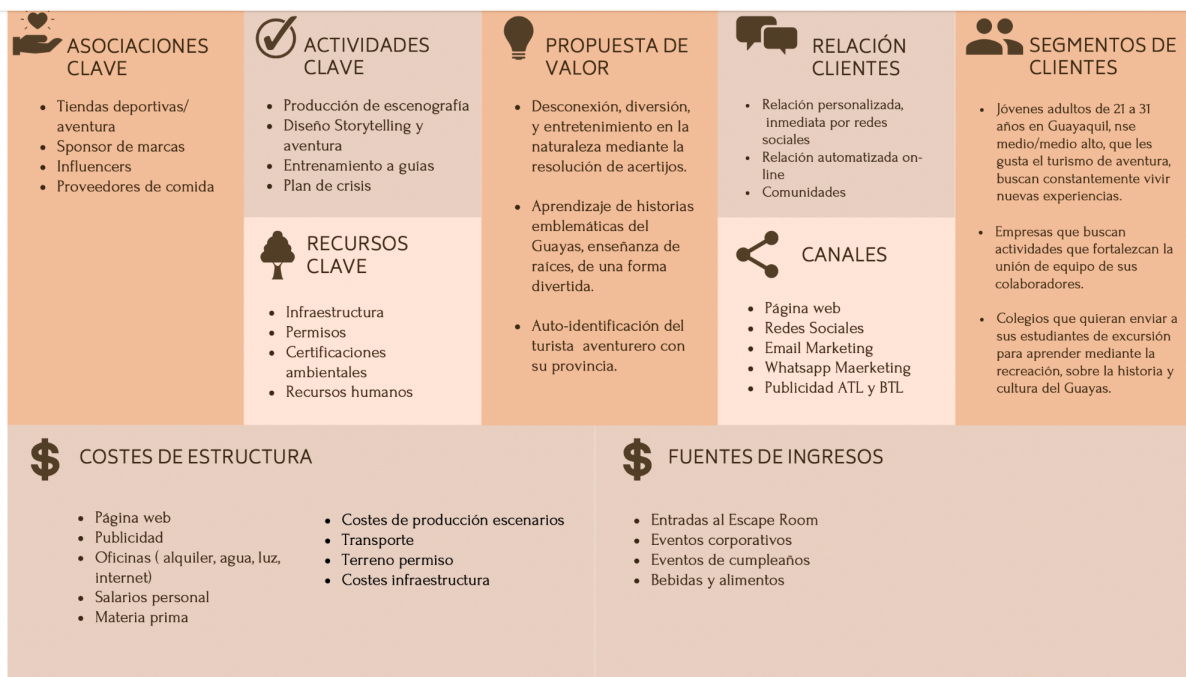 ASOCIACIONES
CLAVE
Tiendas deportivas/
aventura
Sponsor de marcas
Influencers
Proveedores de comida
ACTIVIDADES
CLAVE
Producción de escenografía
Diseño Storytelling y
aventura
Entrenamiento a guías
Plan de crisis
RECURSOS
CLAVE
Infraestructura
Permisos
Certificaciones
ambientales
Recursos humanos
PROPUESTA DE
VALOR
Desconexión, diversión,
y entretenimiento en la
naturaleza mediante la
resolución de acertijos.
Aprendizaje de historias
emblemáticas del
Guayas, enseñanza de
raíces, de una forma
divertida.
Auto-identificación del
turista aventurero con
su provincia.
RELACIÓN
CLIENTES
Relación personalizada,
inmediata por redes
sociales
Relación automatizada on-
line
Comunidades
CANALES
Página web
Redes Sociales
Email Marketing
Whatsapp Maerketing
Publicidad ATL y BTL
SEGMENTOS DE
CLIENTES
Jóvenes adultos de 21 a 31
años en Guayaquil, nse
medio/medio alto, que les
gusta el turismo de aventura,
buscan constantemente vivir
nuevas experiencias.
Empresas que buscan
actividades que fortalezcan la
unión de equipo de sus
colaboradores.
Colegios que quieran enviar a
sus estudiantes de excursión
para aprender mediante la
recreación, sobre la historia y
cultura del Guayas.
COSTES DE ESTRUCTURA
Página web
Publicidad
Oficinas ( alquiler, agua, luz,
internet)
Salarios personal
Materia prima
Costes de producción escenarios
Transporte
Terreno permiso
Costes infraestructura
FUENTES DE INGRESOS
Entradas al Escape Room
Eventos corporativos
Eventos de cumpleaños
Bebidas y alimentos